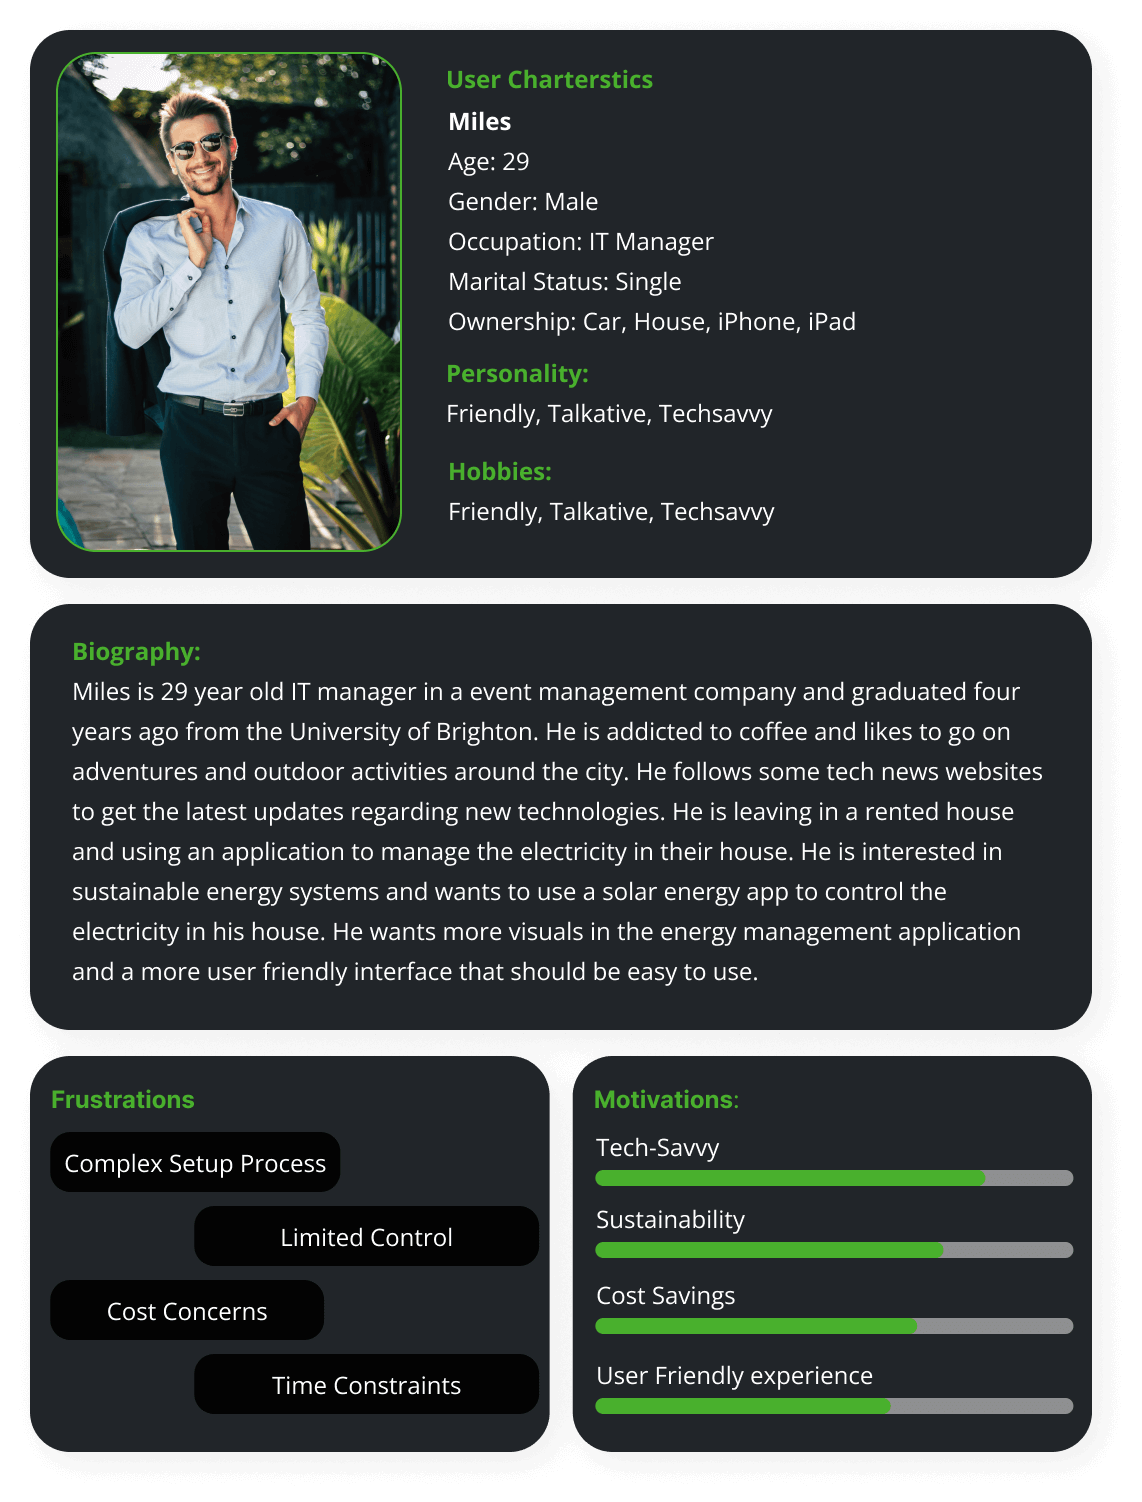 User Charterstics
Miles
Age: 29
Gender: Male
Occupation: IT Manager
Marital Status: Single
Ownership: Car, House, iPhone, iPad
Personality:
Friendly, Talkative, Techsavvy
Hobbies:
Friendly, Talkative, Techsavvy
Biography:
Miles is 29 year old IT manager in a event management company and graduated four
years ago from the University of Brighton. He is addicted to coffee and likes to go on
adventures and outdoor activities around the city. He follows some tech news websites
to get the latest updates regarding new technologies. He is leaving in a rented house
and using an application to manage the electricity in their house. He is interested in
sustainable energy systems and wants to use a solar energy app to control the
electricity in his house. He wants more visuals in the energy management application
and a more user friendly interface that should be easy to use.
Frustrations
Complex Setup Process
Limited Control
Cost Concerns
Time Constraints
Motivations:
Tech-Savvy
Sustainability
Cost Savings
User Friendly experience